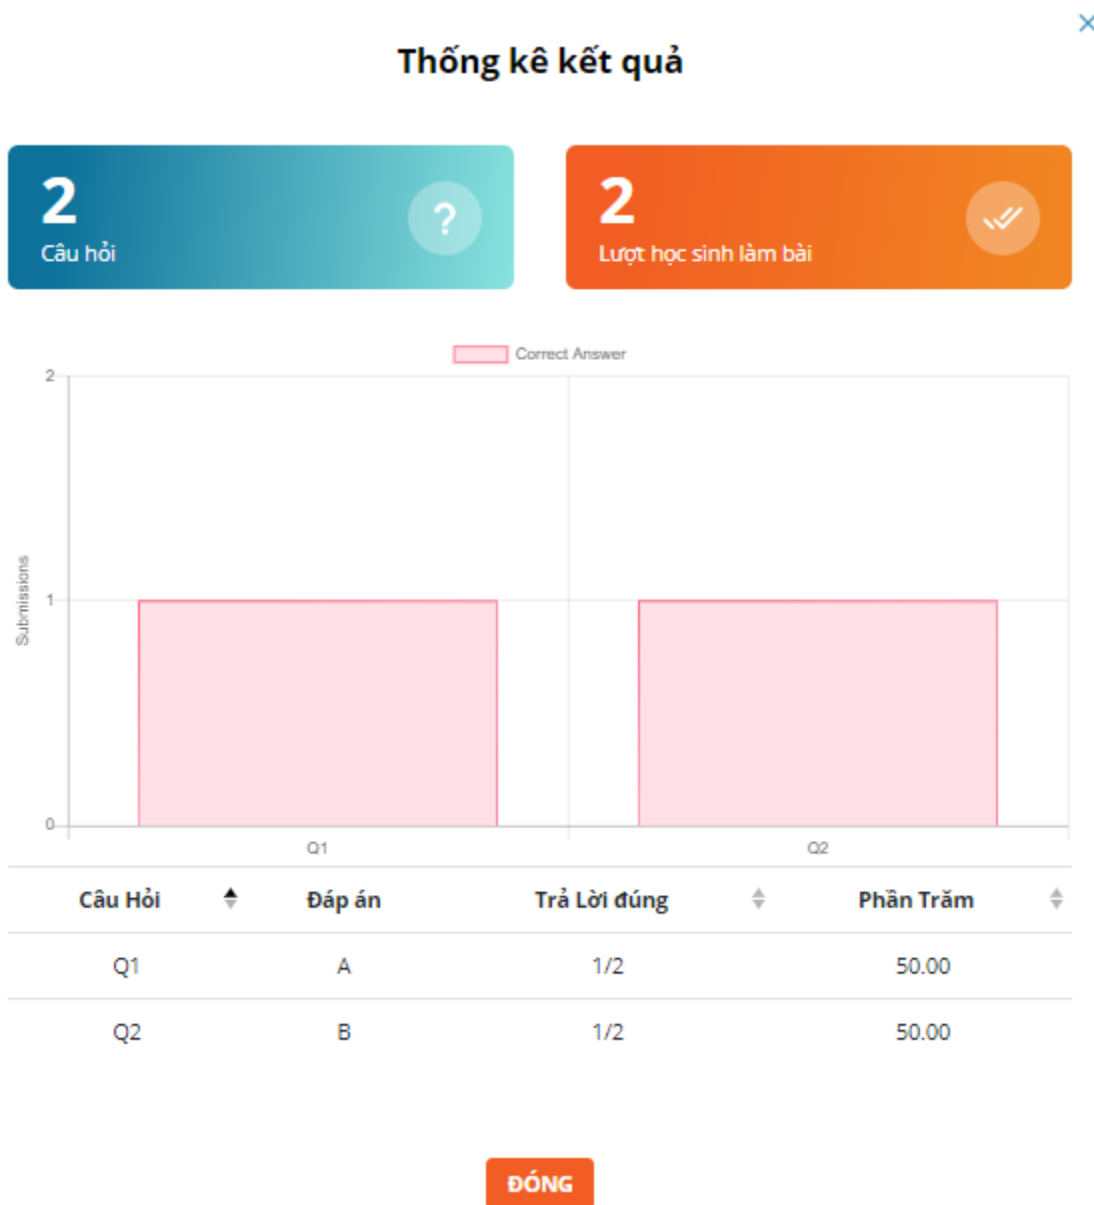 Thống kê kết quả
2
Câu hỏi
?
2
Lượt học sinh làm bài
Correct Answer
2
1
0
Submissions
Q1 Q2
Câu Hỏi Đáp án Trả Lời đúng Phần Trăm
Q1 A 1/2 50.00
Q2 B 1/2 50.00
ĐÓNG